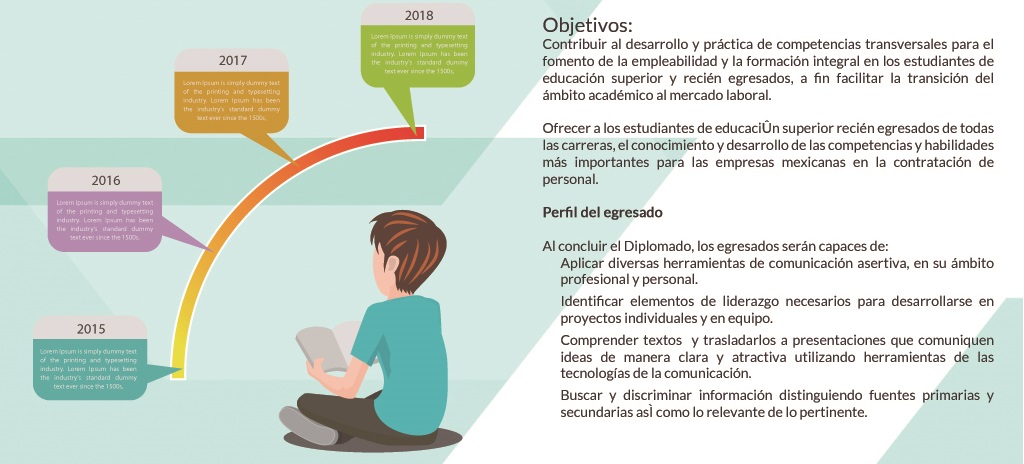 2018
Lorem Ipsum is simply dummy text
of the printing and typesetting
industry. Lorem Ipsum has been
the industry's standard dummy
text ever since the 1500s,
2017
Lorem Ipsum is simply dummy text
of the printing and typesetting
industry. Lorem Ipsum has been
the industry's standard dummy
text ever since the 1500s,
2016
Lorem Ipsum is simply dummy text
of the printing and typesetting
industry. Lorem Ipsum has been
the industry's standard dummy
text ever since the 1500s,
2015
Lorem Ipsum is simply dummy text
of the printing and typesetting
industry. Lorem Ipsum has been
the industry's standard dummy
text ever since the 1500s,
Objetivos:
Contribuir al desarrollo y práctica de competencias transversales para el
fomento de la empleabilidad y la formación integral en los estudiantes de
educación superior y recién egresados, a fin facilitar la transición del
ámbito académico al mercado laboral.
Ofrecer a los estudiantes de educaciÛn superior recién egresados de todas
las carreras, el conocimiento y desarrollo de las competencias y habilidades
más importantes para las empresas mexicanas en la contratación de
personal.
Perfil del egresado
Al concluir el Diplomado, los egresados serán capaces de:
Aplicar diversas herramientas de comunicación asertiva, en su ámbito
profesional y personal.
Identificar elementos de liderazgo necesarios para desarrollarse en
proyectos individuales y en equipo.
Comprender textos y trasladarlos a presentaciones que comuniquen
ideas de manera clara y atractiva utilizando herramientas de las
tecnologías de la comunicación.
Buscar y discriminar información distinguiendo fuentes primarias y
secundarias asÌ como lo relevante de lo pertinente.